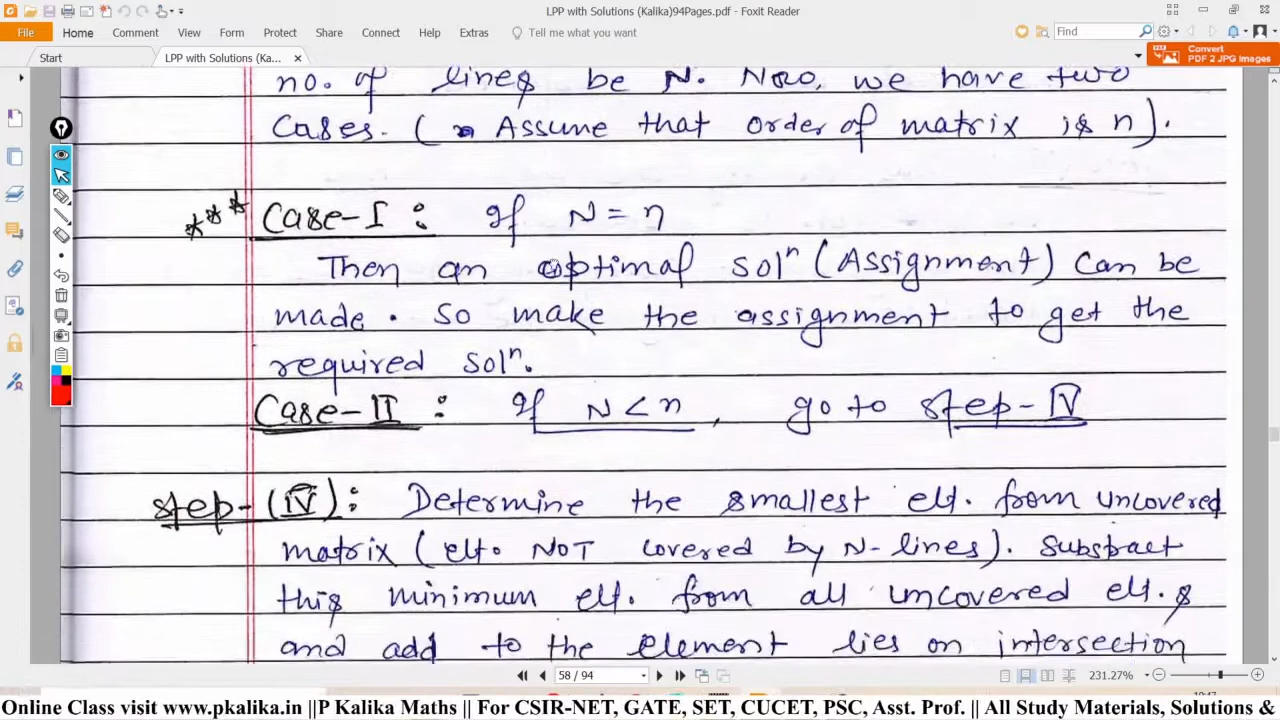 LPP with Solutions (Kalika)94Pages.pdf - Foxit Reader
File Home Comment View Form Protect Share Connect Help Extras Tell me what you want Find
Convert
PDF 2 JPG Images
Start LPP with Solutions (Ka...
no. of lines be N. Now, we have two
Cases. ( Assume that order of matrix is n).
*** Case-I : If N = n
Then an optimal solⁿ (Assignment) can be
made. So make the assignment to get the
required solⁿ.
Case-II : If N < n, go to step-IV
step-(IV): Determine the smallest elt. from uncovered
matrix (elt. NOT covered by N-lines). Substract
this minimum elt. from all uncovered elt.s
and add to the element lies on intersection
58 / 94 231.27%
Online Class visit www.pkalika.in ||P Kalika Maths || For CSIR-NET, GATE, SET, CUCET, PSC, Asst. Prof. || All Study Materials, Solutions &